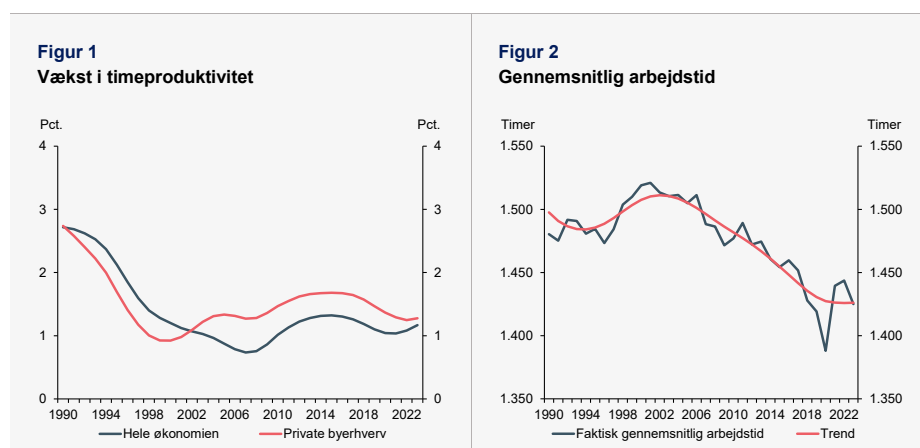 Figur 1
Vækst i timeproduktivitet
Pct. Pct.
4 4
3 3
2 2
1 1
0 0
1990 1994 1998 2002 2006 2010 2014 2018 2022
Hele økonomien Private byerhverv
Figur 2
Gennemsnitlig arbejdstid
Timer Timer
1.550 1.550
1.500 1.500
1.450 1.450
1.400 1.400
1.350 1.350
1990 1994 1998 2002 2006 2010 2014 2018 2022
Faktisk gennemsnitlig arbejdstid Trend